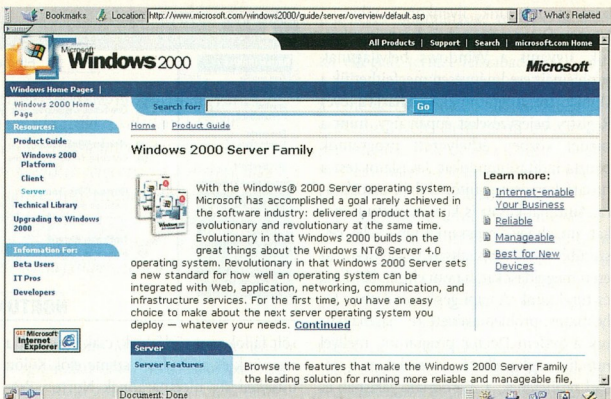 Bookmarks Location: http://www.microsoft.com/windows2000/guide/server/overview/default.asp What's Related
All Products | Support | Search | microsoft.com Home
Microsoft
Windows 2000
Microsoft
Windows Home Pages |
Windows 2000 Home
Page
Search for: Go
Resources:
Product Guide
Windows 2000
Platform
Client
Server
Technical Library
Upgrading to Windows
2000
Information For:
Beta Users
IT Pros
Developers
GET Microsoft
Internet
Explorer
Home | Product Guide
Windows 2000 Server Family
With the Windows® 2000 Server operating system,
Microsoft has accomplished a goal rarely achieved in
the software industry: delivered a product that is
evolutionary and revolutionary at the same time.
Evolutionary in that Windows 2000 builds on the
great things about the Windows NT® Server 4.0
operating system. Revolutionary in that Windows 2000 Server sets
a new standard for how well an operating system can be
integrated with Web, application, networking, communication, and
infrastructure services. For the first time, you have an easy
choice to make about the next server operating system you
deploy — whatever your needs. Continued
Learn more:
Internet-enable
Your Business
Reliable
Manageable
Best for New
Devices
Server
Server Features
Browse the features that make the Windows 2000 Server Family
the leading solution for running more reliable and manageable file,
Document: Done